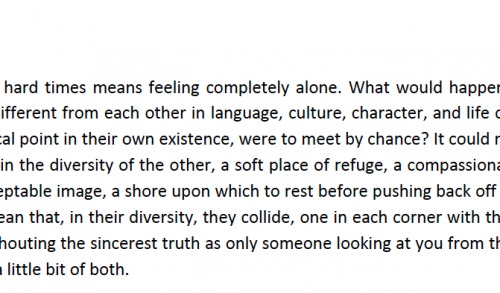 hard times means feeling completely alone. What would happen
ifferent from each other in language, culture, character, and life
cal point in their own existence, were to meet by chance? It could
in the diversity of the other, a soft place of refuge, a compassiona
eptable image, a shore upon which to rest before pushing back off
ean that, in their diversity, they collide, one in each corner with
houting the sincerest truth as only someone looking at you from
a little bit of both.